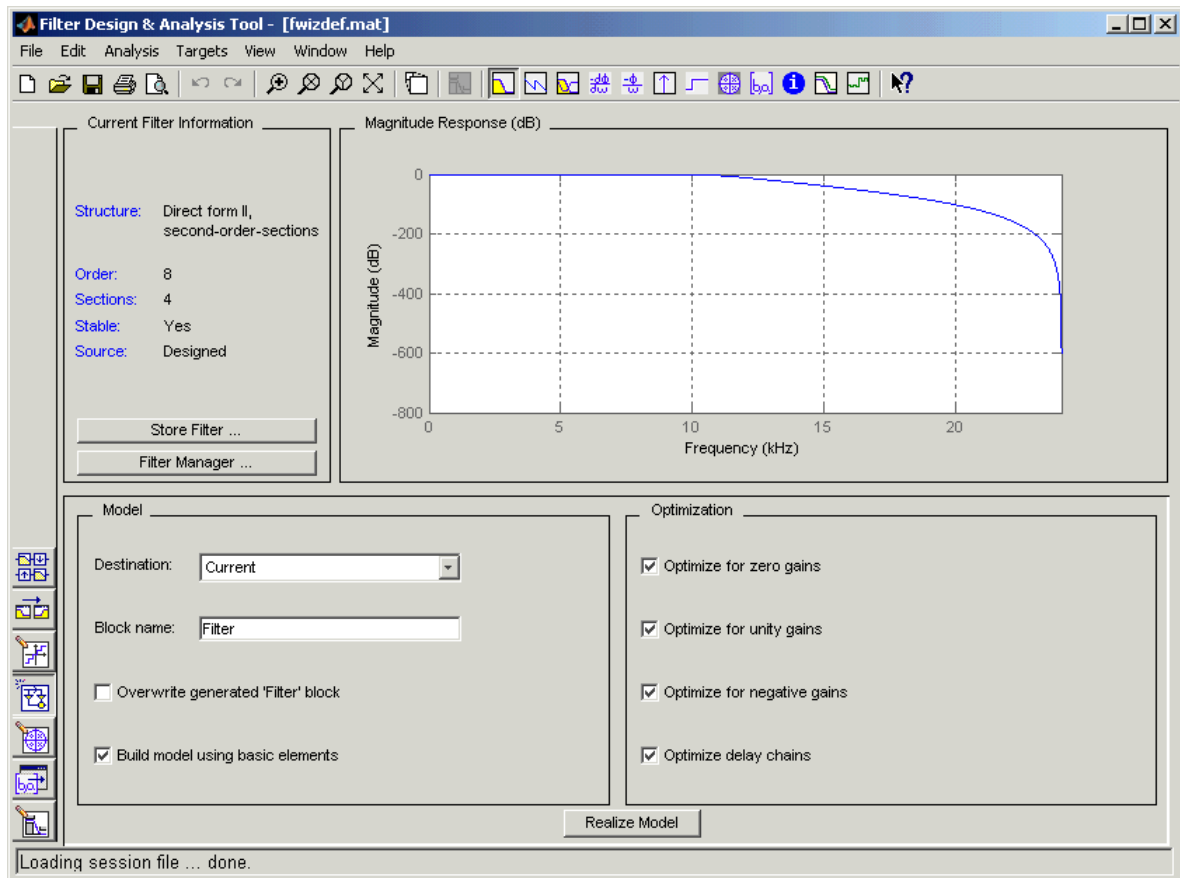 Filter Design & Analysis Tool - [fwizdef.mat]
File Edit Analysis Targets View Window Help
Current Filter Information
Structure: Direct form II,
second-order-sections
Order: 8
Sections: 4
Stable: Yes
Source: Designed
Store Filter ...
Filter Manager ...
Magnitude Response (dB)
Magnitude (dB)
0
-200
-400
-600
-800
0 5 10 15 20
Frequency (kHz)
Model
Destination: Current
Block name: Filter
Overwrite generated 'Filter' block
Build model using basic elements
Optimization
Optimize for zero gains
Optimize for unity gains
Optimize for negative gains
Optimize delay chains
Realize Model
Loading session file ... done.